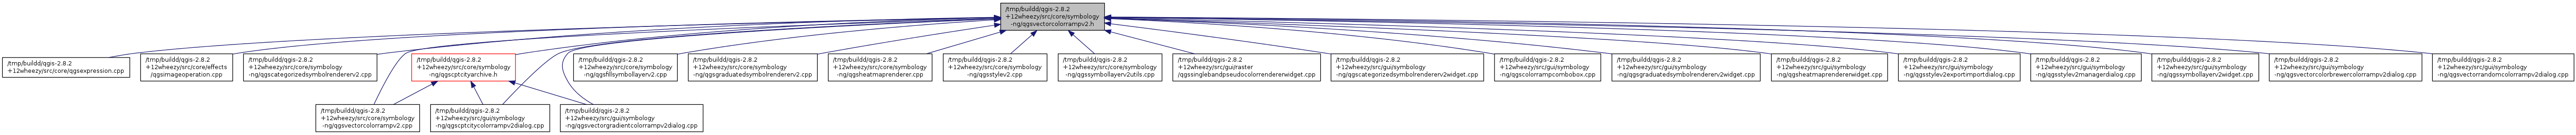 /tmp/buildd/qgis-2.8.2
+12wheezy/src/core/symbology
-ng/qgsvectorcolorrampv2.h
/tmp/buildd/qgis-2.8.2
+12wheezy/src/core/qgsexpression.cpp
/tmp/buildd/qgis-2.8.2
+12wheezy/src/core/effects
/qgsimageoperation.cpp
/tmp/buildd/qgis-2.8.2
+12wheezy/src/core/symbology
-ng/qgscategorizedsymbolrendererv2.cpp
/tmp/buildd/qgis-2.8.2
+12wheezy/src/core/symbology
-ng/qgscptcityarchive.h
/tmp/buildd/qgis-2.8.2
+12wheezy/src/core/symbology
-ng/qgsfillsymbollayerv2.cpp
/tmp/buildd/qgis-2.8.2
+12wheezy/src/core/symbology
-ng/qgsgraduatedsymbolrendererv2.cpp
/tmp/buildd/qgis-2.8.2
+12wheezy/src/core/symbology
-ng/qgsheatmaprenderer.cpp
/tmp/buildd/qgis-2.8.2
+12wheezy/src/core/symbology
-ng/qgsstylev2.cpp
/tmp/buildd/qgis-2.8.2
+12wheezy/src/core/symbology
-ng/qgssymbollayerv2utils.cpp
/tmp/buildd/qgis-2.8.2
+12wheezy/src/gui/raster
/qgssinglebandpseudocolorrendererwidget.cpp
/tmp/buildd/qgis-2.8.2
+12wheezy/src/gui/symbology
-ng/qgscategorizedsymbolrendererv2widget.cpp
/tmp/buildd/qgis-2.8.2
+12wheezy/src/gui/symbology
-ng/qgscolorrampcombobox.cpp
/tmp/buildd/qgis-2.8.2
+12wheezy/src/gui/symbology
-ng/qgsgraduatedsymbolrendererv2widget.cpp
/tmp/buildd/qgis-2.8.2
+12wheezy/src/gui/symbology
-ng/qgsheatmaprendererwidget.cpp
/tmp/buildd/qgis-2.8.2
+12wheezy/src/gui/symbology
-ng/qgsstylev2exportimportdialog.cpp
/tmp/buildd/qgis-2.8.2
+12wheezy/src/gui/symbology
-ng/qgsstylev2managerdialog.cpp
/tmp/buildd/qgis-2.8.2
+12wheezy/src/gui/symbology
-ng/qgssymbollayerv2widget.cpp
/tmp/buildd/qgis-2.8.2
+12wheezy/src/gui/symbology
-ng/qgsvectorcolorbrewercolorrampv2dialog.cpp
/tmp/buildd/qgis-2.8.2
+12wheezy/src/gui/symbology
-ng/qgsvectorrandomcolorrampv2dialog.cpp
/tmp/buildd/qgis-2.8.2
+12wheezy/src/core/symbology
-ng/qgsvectorcolorrampv2.cpp
/tmp/buildd/qgis-2.8.2
+12wheezy/src/gui/symbology
-ng/qgscptcitycolorrampv2dialog.cpp
/tmp/buildd/qgis-2.8.2
+12wheezy/src/gui/symbology
-ng/qgsvectorgradientcolorrampv2dialog.cpp